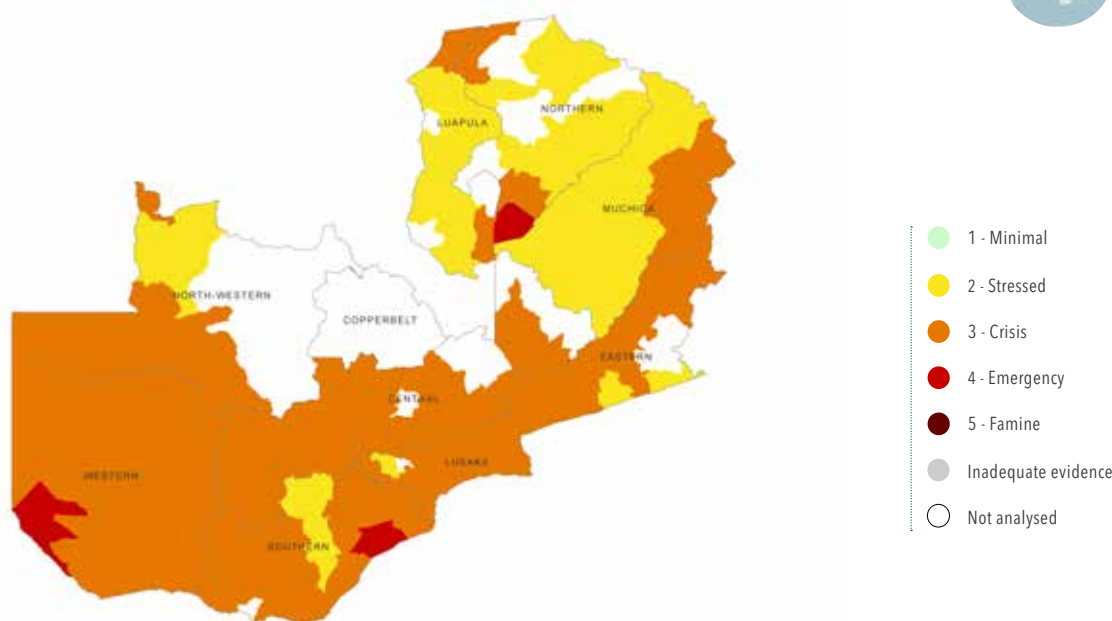 NORTHERN
LUAPULA
MUCHINGA
NORTH-WESTERN
COPPERBELT
EASTERN
CENTRAL
LUSAKA
WESTERN
SOUTHERN
1 - Minimal
2 - Stressed
3 - Crisis
4 - Emergency
5 - Famine
Inadequate evidence
Not analysed